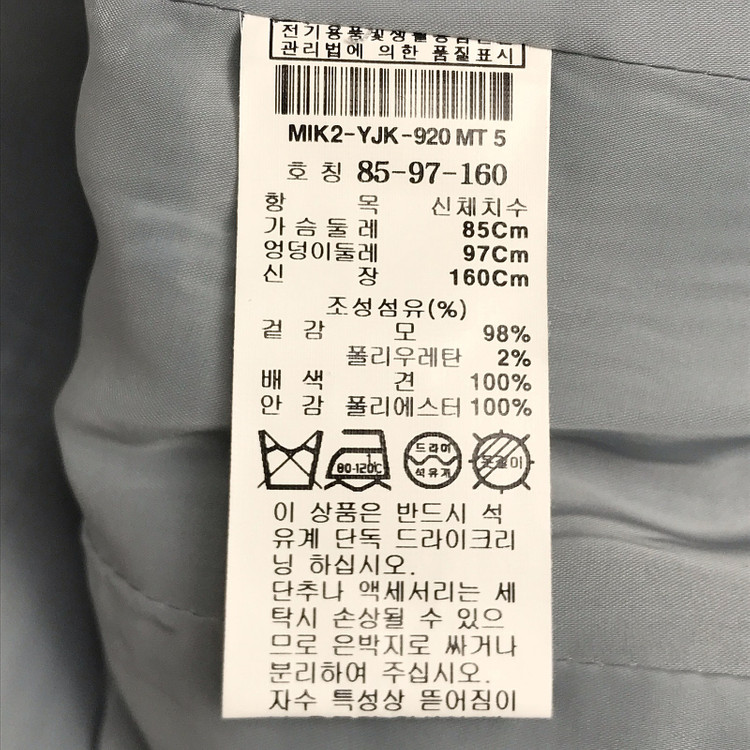 전기용품및생활용품안전
관리법에 의한 품질표시
MIK2-YJK-920 MT 5
호 칭 85-97-160
항 목 신체치수
가슴둘레 85Cm
엉덩이둘레 97Cm
신 장 160Cm
조성섬유(%)
겉 감 모 98%
폴리우레탄 2%
배 색 견 100%
안 감 폴리에스터 100%
80-120℃
드라이
석유계
이 상품은 반드시 석
유계 단독 드라이크리
닝 하십시오.
단추나 액세서리는 세
탁시 손상될 수 있으
므로 은박지로 싸거나
분리하여 주십시오.
자수 특성상 뜯어짐이